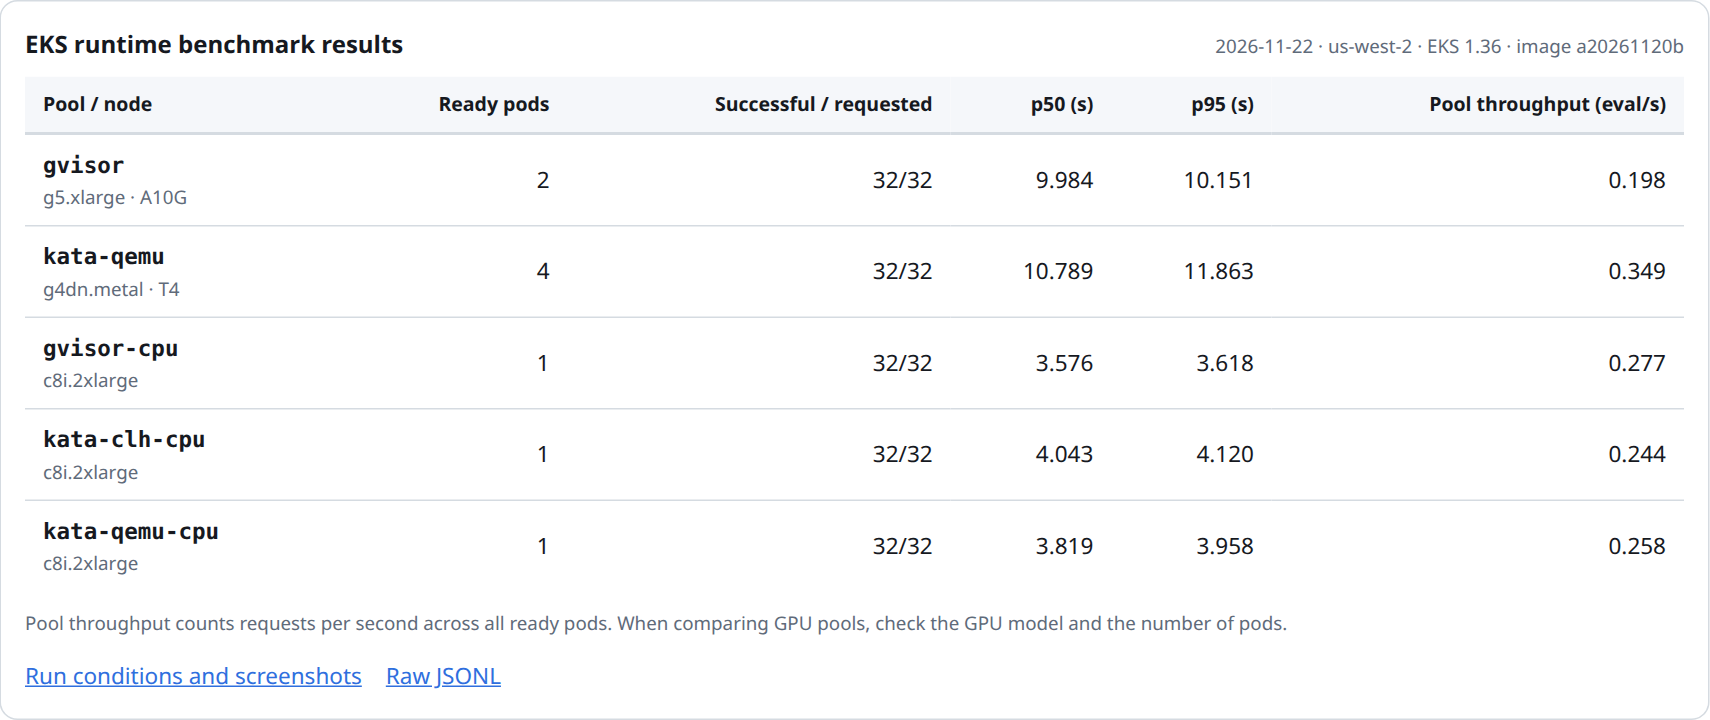 EKS runtime benchmark results
2026-11-22 · us-west-2 · EKS 1.36 · image a20261120b
Pool / node Ready pods Successful / requested p50 (s) p95 (s) Pool throughput (eval/s)
gvisor
g5.xlarge · A10G
2 32/32 9.984 10.151 0.198
kata-qemu
g4dn.metal · T4
4 32/32 10.789 11.863 0.349
gvisor-cpu
c8i.2xlarge
1 32/32 3.576 3.618 0.277
kata-clh-cpu
c8i.2xlarge
1 32/32 4.043 4.120 0.244
kata-qemu-cpu
c8i.2xlarge
1 32/32 3.819 3.958 0.258
Pool throughput counts requests per second across all ready pods. When comparing GPU pools, check the GPU model and the number of pods.
Run conditions and screenshots Raw JSONL